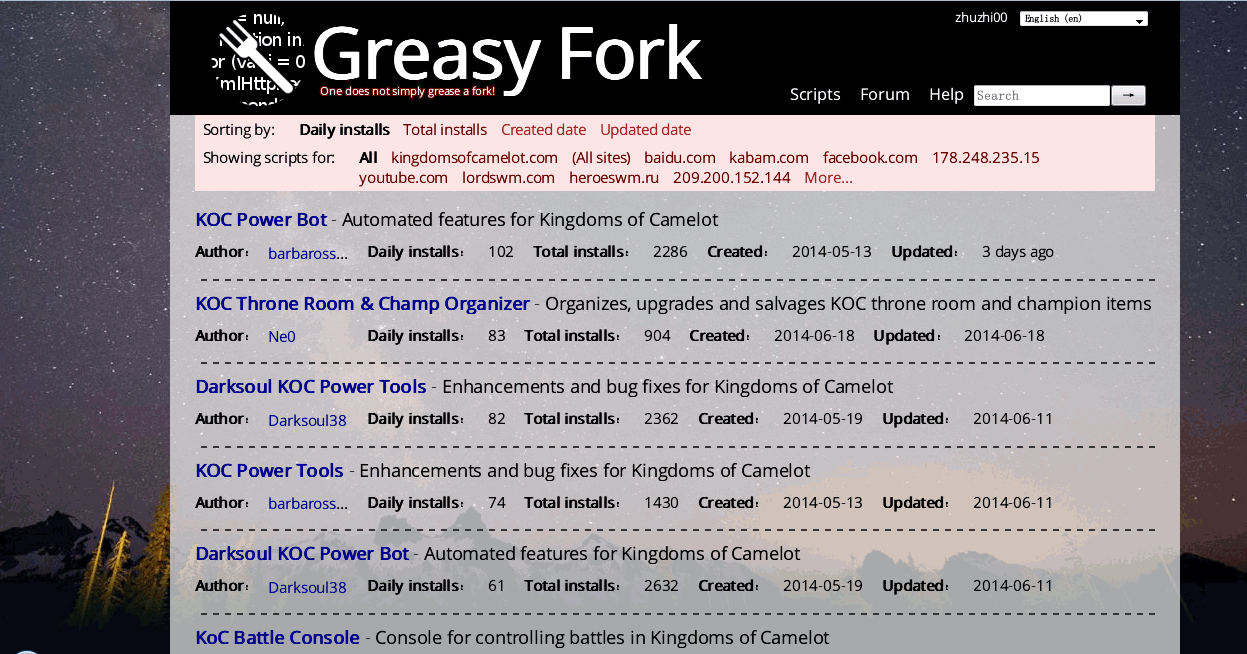 = null,
tion in
or (va i = 0
mlHttp
zhuzhi00 English (en)
Greasy Fork
One does not simply grease a fork!
Scripts Forum Help Search →
Sorting by: Daily installs Total installs Created date Updated date
Showing scripts for: All kingdomsofcamelot.com (All sites) baidu.com kabam.com facebook.com 178.248.235.15
youtube.com lordswm.com heroeswm.ru 209.200.152.144 More...
KOC Power Bot - Automated features for Kingdoms of Camelot
Author: barbaross... Daily installs: 102 Total installs: 2286 Created: 2014-05-13 Updated: 3 days ago
KOC Throne Room & Champ Organizer - Organizes, upgrades and salvages KOC throne room and champion items
Author: Ne0 Daily installs: 83 Total installs: 904 Created: 2014-06-18 Updated: 2014-06-18
Darksoul KOC Power Tools - Enhancements and bug fixes for Kingdoms of Camelot
Author: Darksoul38 Daily installs: 82 Total installs: 2362 Created: 2014-05-19 Updated: 2014-06-11
KOC Power Tools - Enhancements and bug fixes for Kingdoms of Camelot
Author: barbaross... Daily installs: 74 Total installs: 1430 Created: 2014-05-13 Updated: 2014-06-11
Darksoul KOC Power Bot - Automated features for Kingdoms of Camelot
Author: Darksoul38 Daily installs: 61 Total installs: 2632 Created: 2014-05-19 Updated: 2014-06-11
KoC Battle Console - Console for controlling battles in Kingdoms of Camelot